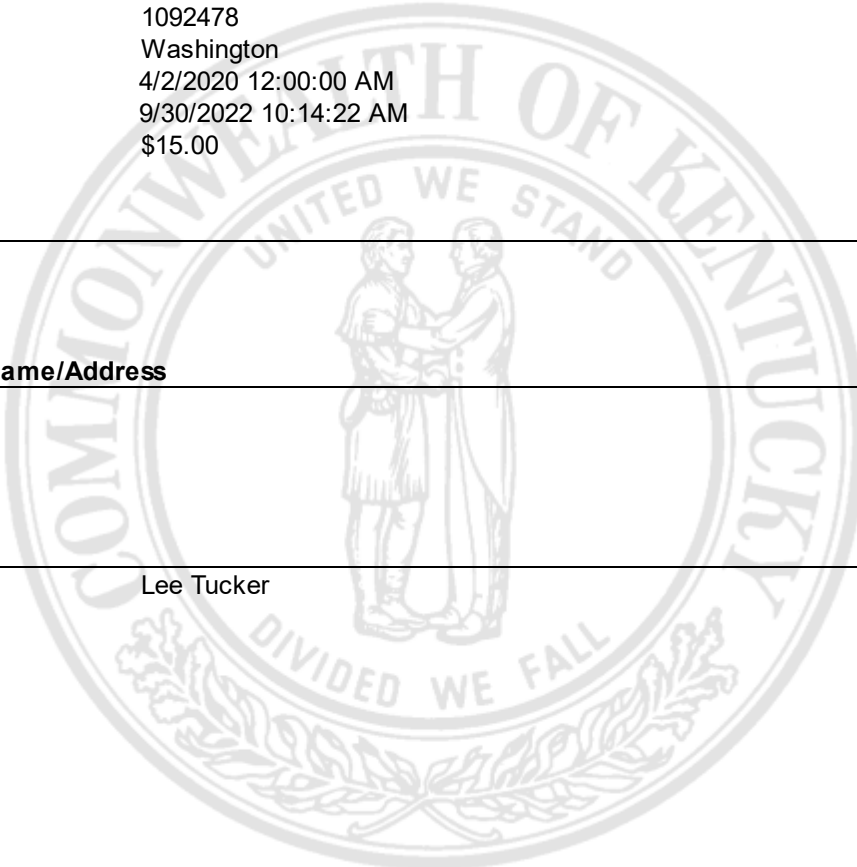 1092478
Washington
4/2/2020 12:00:00 AM
9/30/2022 10:14:22 AM
$15.00
COMMONWEALTH OF KENTUCKY
UNITED WE STAND
ame/Address
Lee Tucker
DIVIDED WE FALL